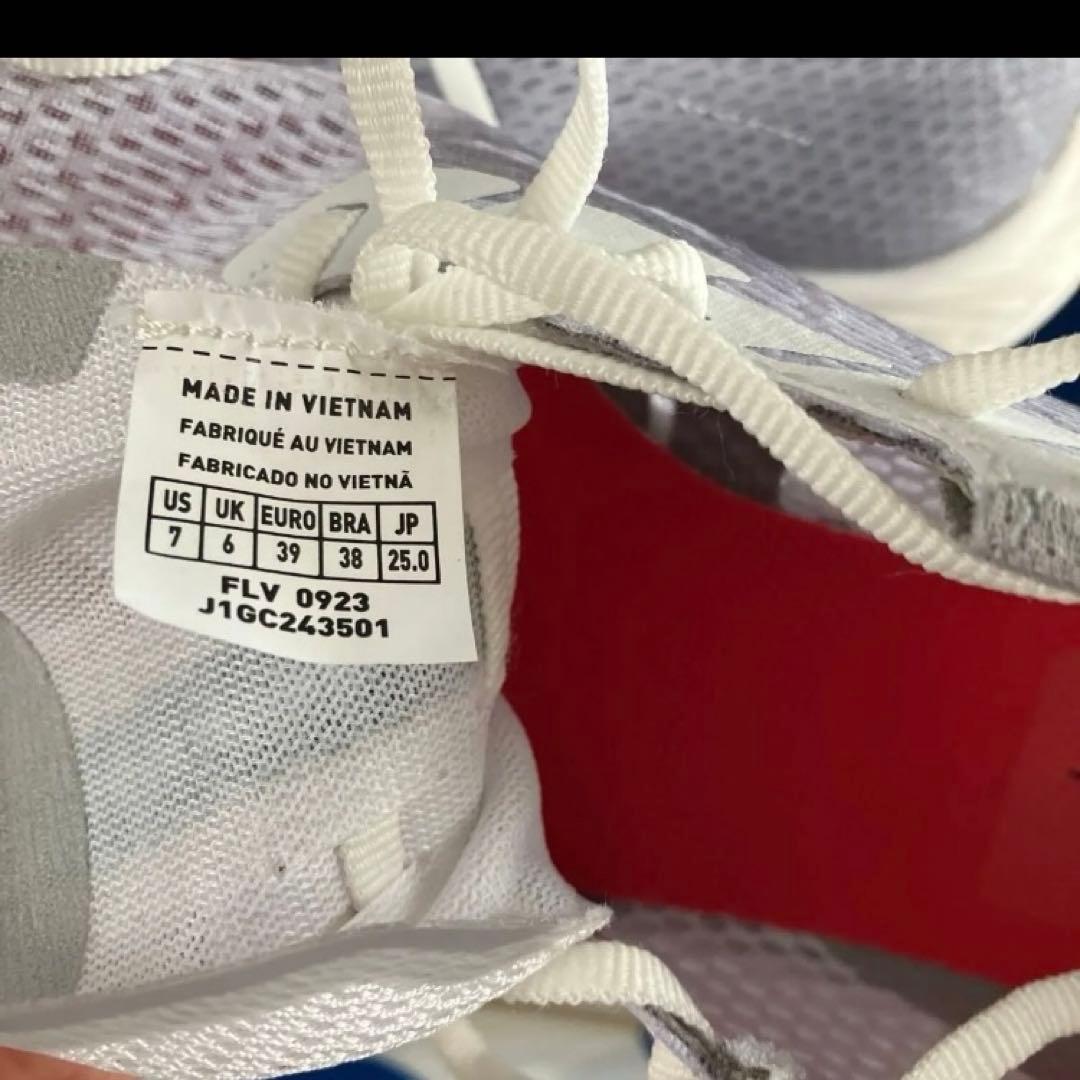 MADE IN VIETNAM
FABRIQUÉ AU VIETNAM
FABRICADO NO VIETNÃ
US UK EURO BRA JP
7 6 39 38 25.0
FLV 0923
J1GC243501